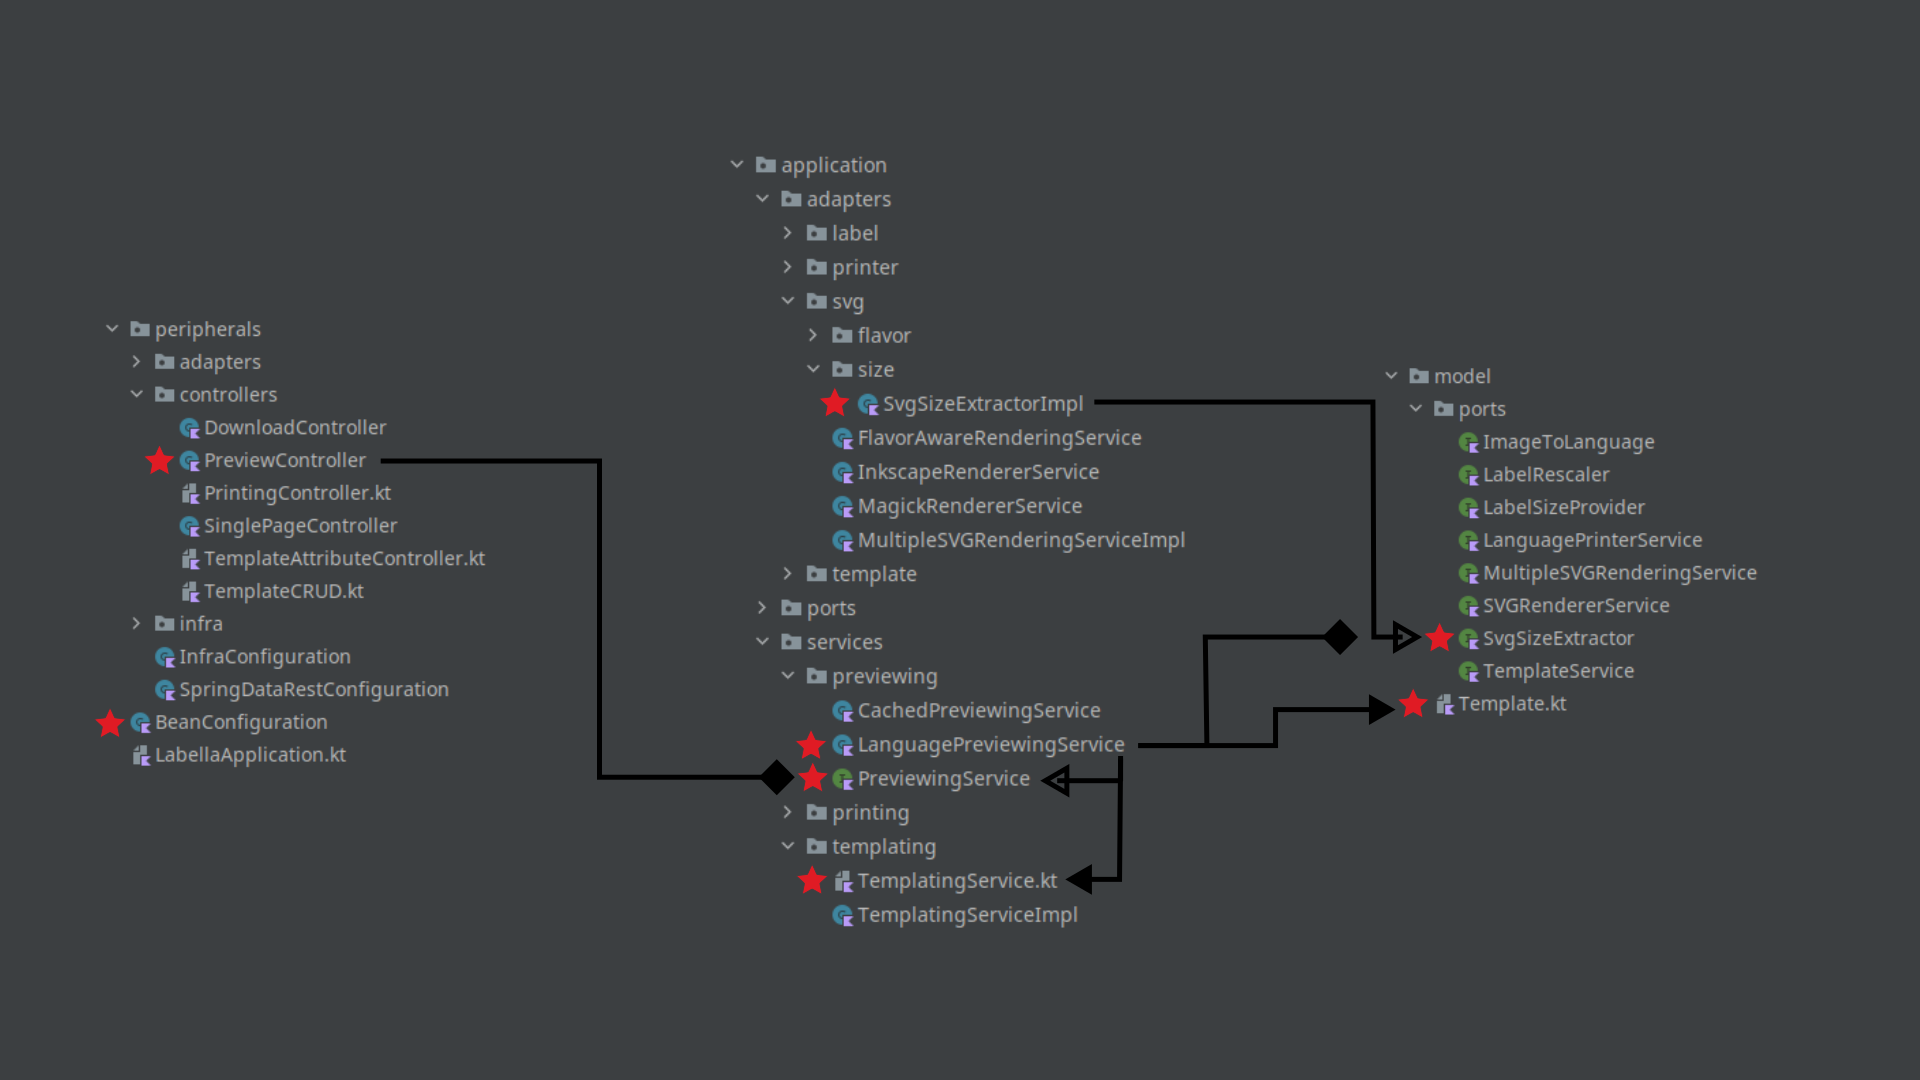 peripherals
adapters
controllers
DownloadController
PreviewController
PrintingController.kt
SinglePageController
TemplateAttributeController.kt
TemplateCRUD.kt
infra
InfraConfiguration
SpringDataRestConfiguration
BeanConfiguration
LabellaApplication.kt
application
adapters
label
printer
svg
flavor
size
SvgSizeExtractorImpl
FlavorAwareRenderingService
InkscapeRendererService
MagickRendererService
MultipleSVGRenderingServiceImpl
template
ports
services
previewing
CachedPreviewingService
LanguagePreviewingService
PreviewingService
printing
templating
TemplatingService.kt
TemplatingServiceImpl
model
ports
ImageToLanguage
LabelRescaler
LabelSizeProvider
LanguagePrinterService
MultipleSVGRenderingService
SVGRendererService
SvgSizeExtractor
TemplateService
Template.kt